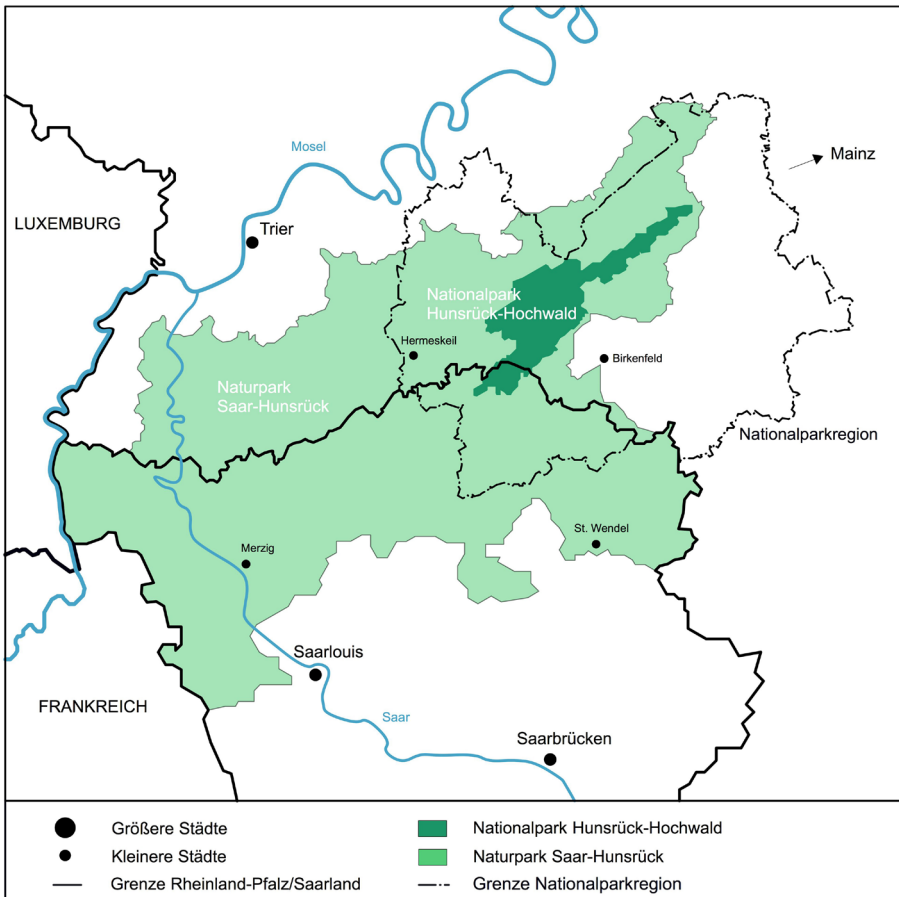 Mosel
Mainz
LUXEMBURG
Trier
Nationalpark
Hunsrück-Hochwald
Hermeskeil
Birkenfeld
Naturpark
Saar-Hunsrück
Nationalparkregion
St. Wendel
Merzig
Saarlouis
FRANKREICH
Saar
Saarbrücken
Größere Städte
Kleinere Städte
Grenze Rheinland-Pfalz/Saarland
Nationalpark Hunsrück-Hochwald
Naturpark Saar-Hunsrück
Grenze Nationalparkregion